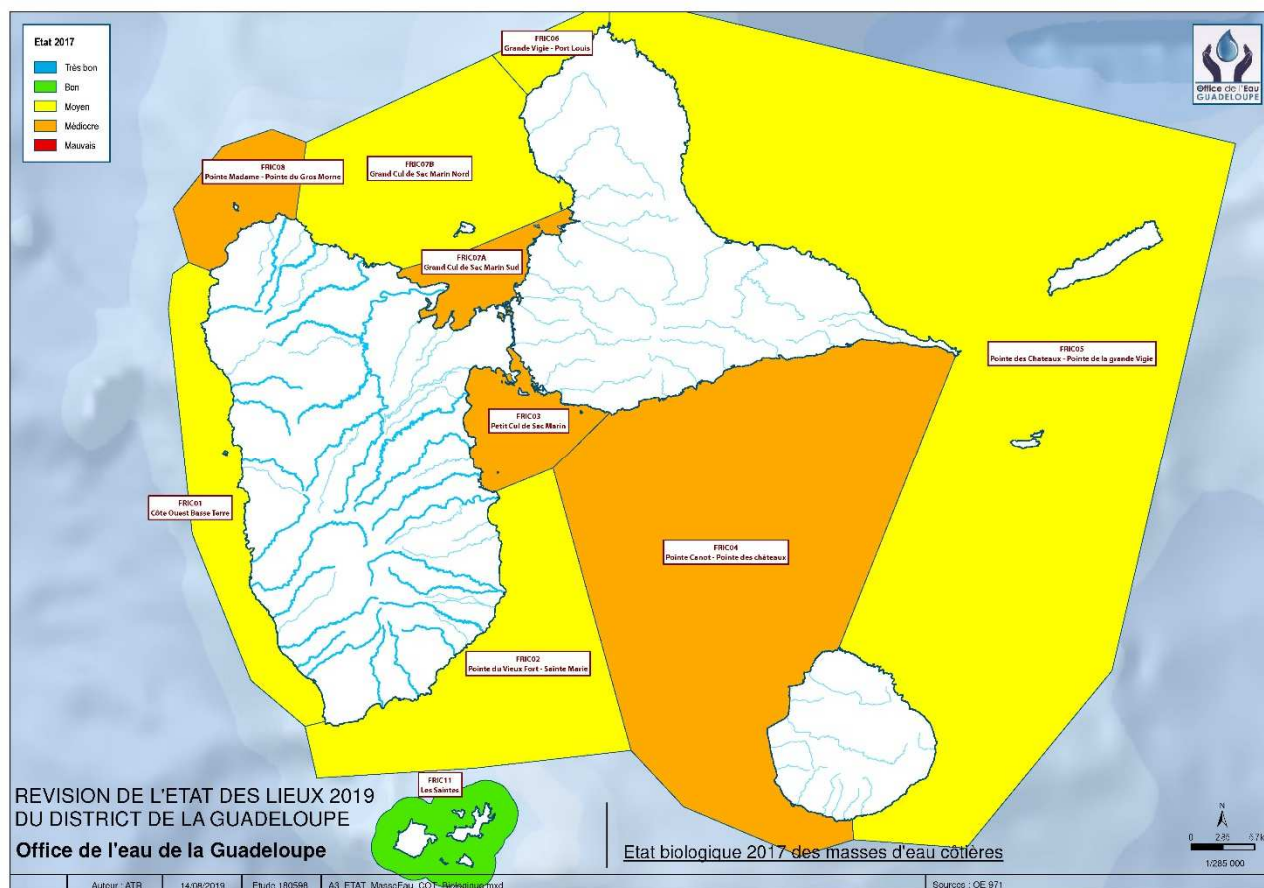 Etat 2017
Très bon
Bon
Moyen
Médiocre
Mauvais
FRIC06
Grande Vigie - Port Louis
Office de l'Eau
GUADELOUPE
FRIC08
Pointe Madame - Pointe du Gros Morne
FRIC07B
Grand Cul de Sac Marin Nord
FRIC07A
Grand Cul de Sac Marin Sud
FRIC05
Pointe des Chateaux - Pointe de la grande Vigie
FRIC03
Petit Cul de Sac Marin
FRIC01
Côte Ouest Basse Terre
FRIC04
Pointe Canot - Pointe des châteaux
FRIC02
Pointe du Vieux Fort - Sainte Marie
FRIC11
Les Saintes
REVISION DE L'ETAT DES LIEUX 2019
DU DISTRICT DE LA GUADELOUPE
Office de l'eau de la Guadeloupe
Etat biologique 2017 des masses d'eau côtières
N
0
1/285 000
Auteur : ATR
14/08/2019
Etude 180598
Sources : OE 971